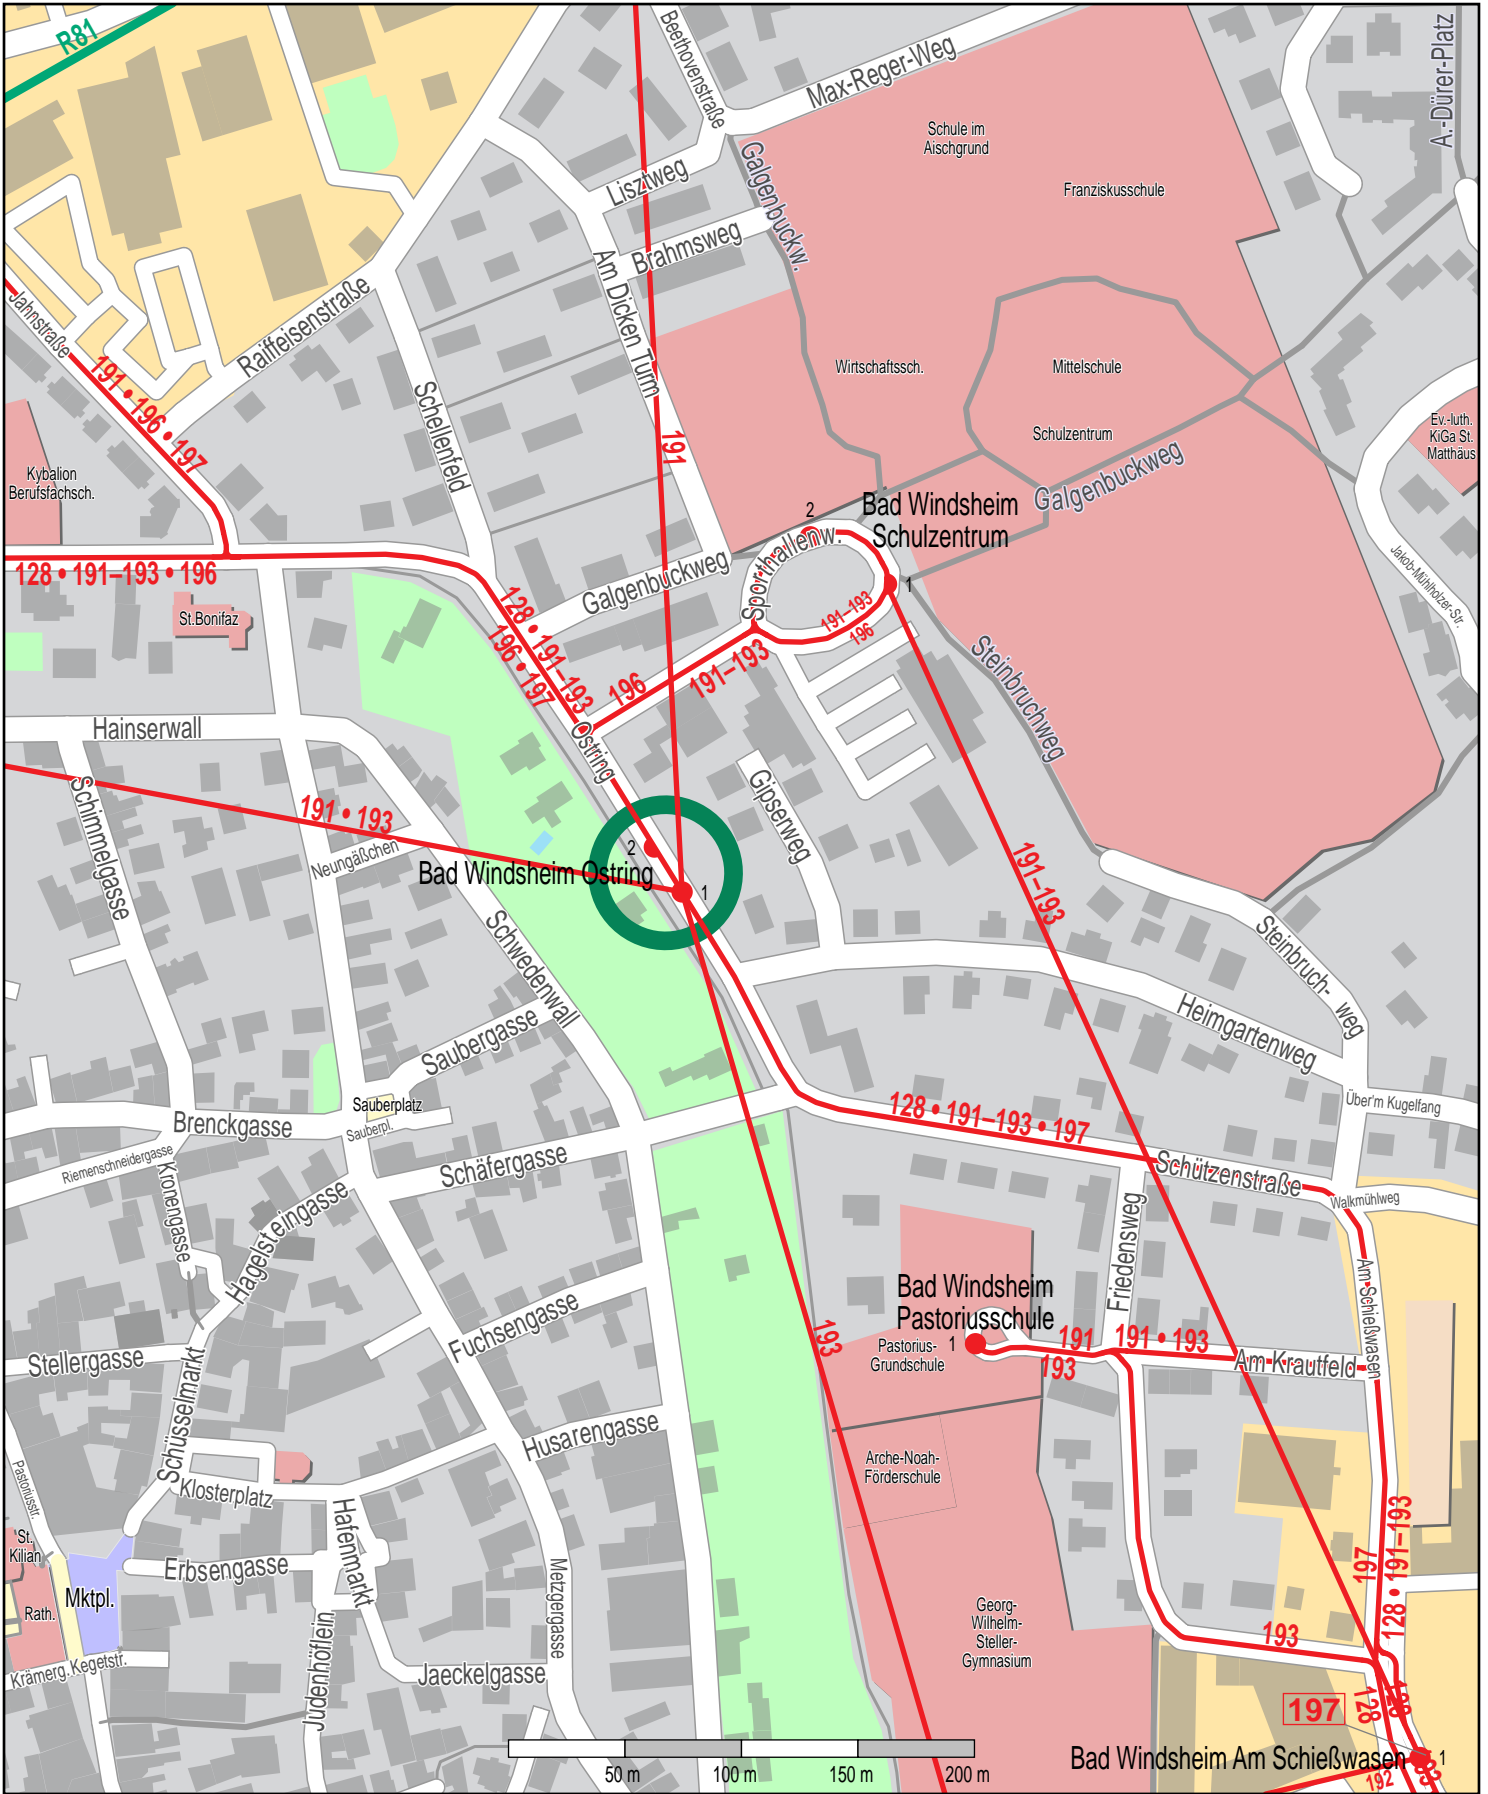 R81
Beethovenstraße
Max-Reger-Weg
A.-Dürer-Platz
Schule im
Aischgrund
Galgenbuckw.
Lisztweg
Franziskusschule
Brahmsweg
Am Dicken Turm
Jahnstraße
Raiffeisenstraße
191 • 196 • 197
Schellenfeld
Wirtschaftssch.
Mittelschule
Schulzentrum
Ev.-luth.
KiGa St.
Matthäus
191
Kybalion
Berufsfachsch.
Galgenbuckweg
2
Bad Windsheim
Schulzentrum
Sporthallenw.
1
Jakob-Mühlholzer-Str.
128 • 191–193 • 196
Galgenbuckweg
St.Bonifaz
128 • 191–193
196 • 197
191–193
196
196
191–193
Steinbruchweg
Hainserwall
Ostring
Schimmelgasse
191 • 193
Neungäßchen
Gipserweg
2
Bad Windsheim Ostring
1
191–193
Schwedenwall
Steinbruch-
weg
Heimgartenweg
Saubergasse
Sauberplatz
Sauberpl.
Brenckgasse
128 • 191–193 • 197
Über'm Kugelfang
Riemenschneidergasse
Kronengasse
Schäfergasse
Schützenstraße
Walkmühlweg
Hagelsteingasse
Friedensweg
Am Schießwasen
Bad Windsheim
Pastoriusschule
1
Pastorius-
Grundschule
191
193
191 • 193
Am Krautfeld
193
Fuchsengasse
Stellergasse
Schüsselmarkt
Husarengasse
Arche-Noah-
Förderschule
Pastoriusstr.
Klosterplatz
Hafenmarkt
197
128 • 191–193
St.
Kilian
Erbsengasse
Metzgergasse
Mktpl.
Rath.
Georg-
Wilhelm-
Steller-
Gymnasium
Judenhöflein
193
Krämerg.
Kegetstr.
Jaeckelgasse
197
128
128
Bad Windsheim Am Schießwasen
1
192
193
50 m
100 m
150 m
200 m